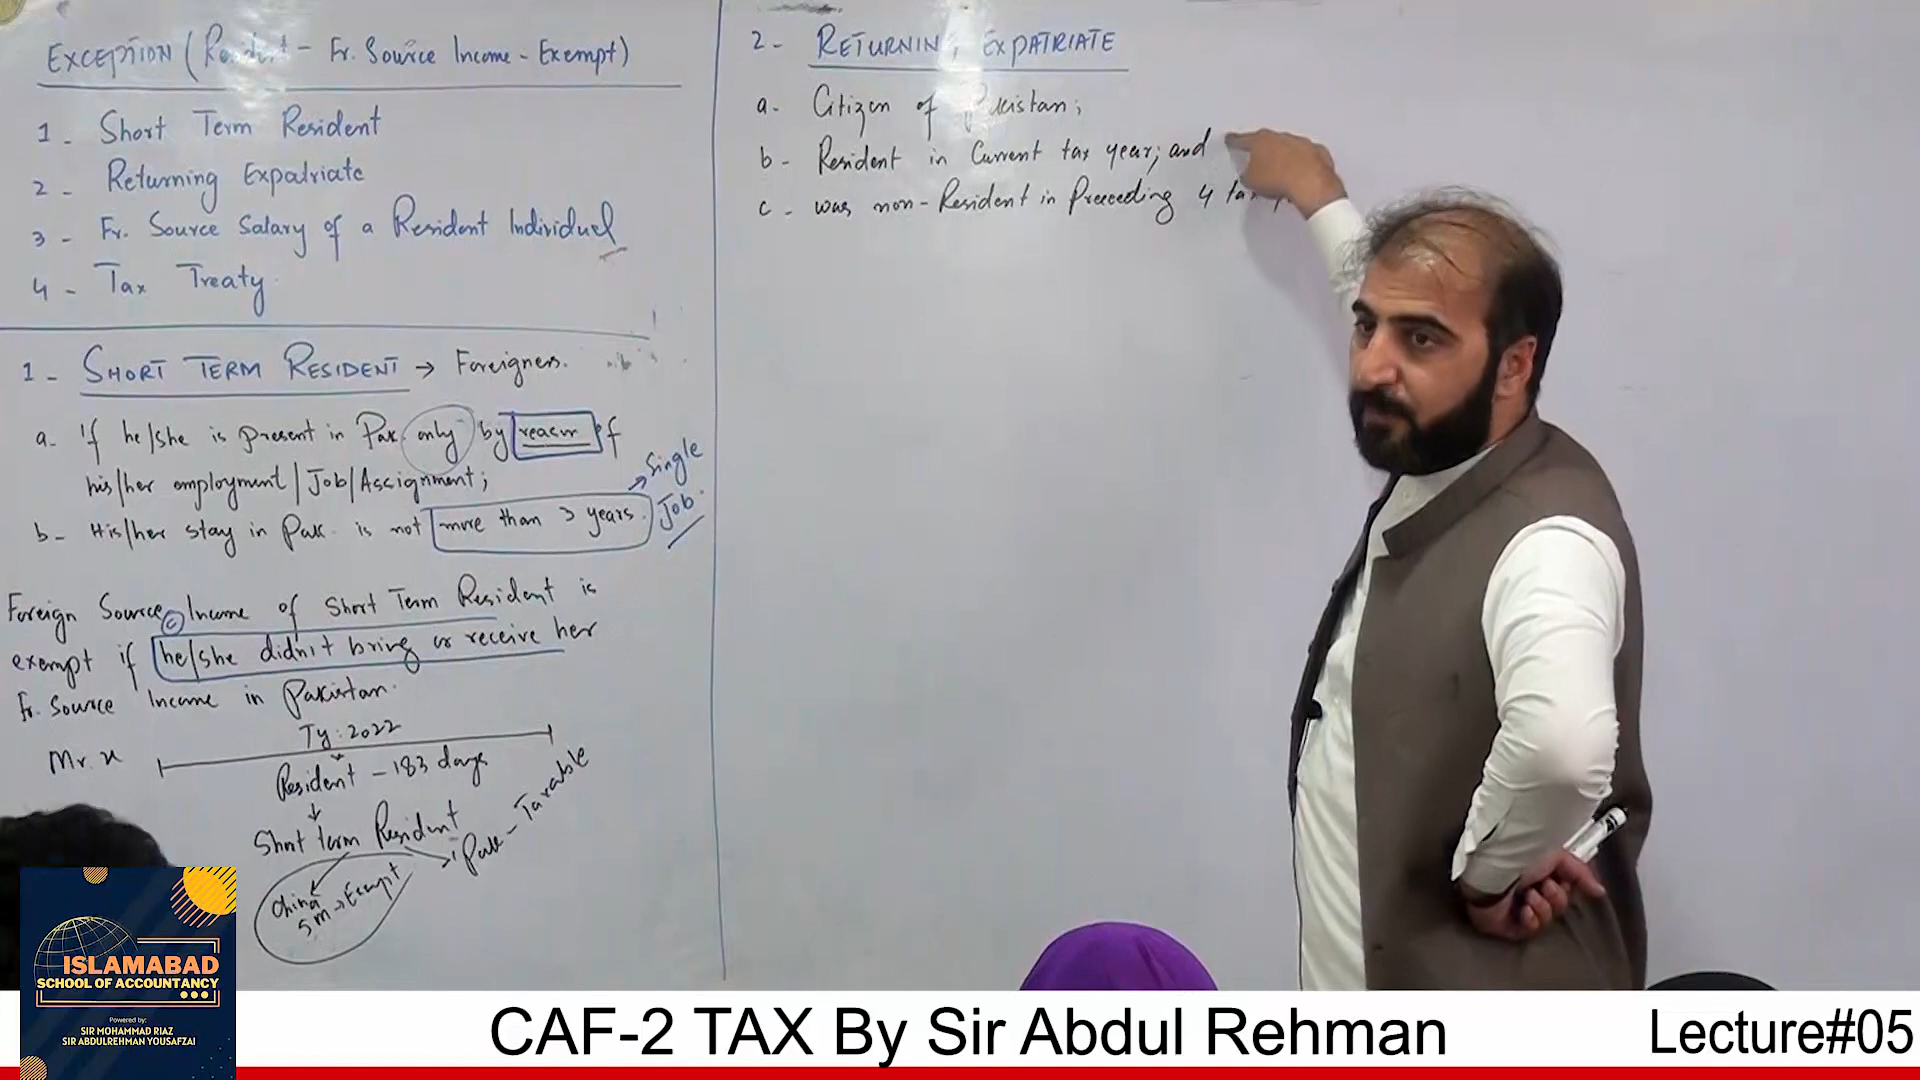 EXCEPTION (Resident - Fr. Source Income - Exempt)
1 - Short Term Resident
2 - Returning Expatriate
3 - Fr. Source Salary of a Resident Individual
4 - Tax Treaty
1 - SHORT TERM RESIDENT → Foreigners.
a - If he/she is present in Pak only by reason of
his/her employment/Job/Assignment;
b - His/her stay in Pak is not more than 3 years.
Single
Job.
Foreign Source Income of Short Term Resident is
(c)
exempt if he/she didn't bring or receive her
Fr. Source Income in Pakistan.
Ty: 2022
Mr. x
Resident - 183 days
Short term Resident
Pak - Taxable
China
5m → Exempt
2 - RETURNING EXPATRIATE
a - Citizen of Pakistan;
b - Resident in Current tax year; and
c - was non-Resident in Preceeding 4 tax
ISLAMABAD
SCHOOL OF ACCOUNTANCY
Powered by:
SIR MOHAMMAD RIAZ
SIR ABDULREHMAN YOUSAFZAI
CAF-2 TAX By Sir Abdul Rehman
Lecture#05